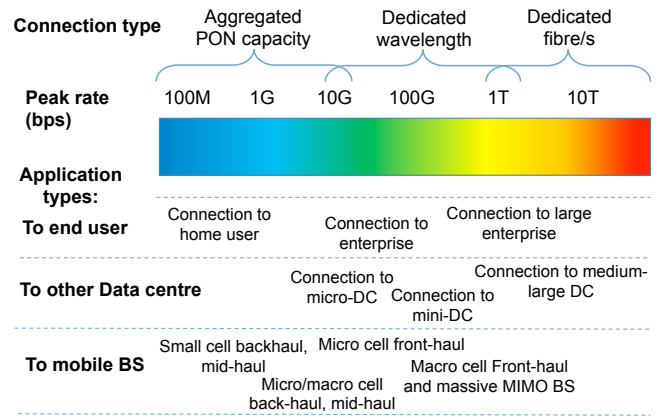 Connection type
Aggregated
PON capacity
Dedicated
wavelength
Dedicated
fibre/s
Peak rate
(bps)
100M 1G 10G 100G 1T 10T
Application
types:
To end user
Connection to
home user
Connection to
enterprise
Connection to large
enterprise
To other Data centre
Connection to
micro-DC
Connection to
mini-DC
Connection to medium-
large DC
To mobile BS
Small cell backhaul,
mid-haul
Micro cell front-haul
Micro/macro cell
back-haul, mid-haul
Macro cell Front-haul
and massive MIMO BS